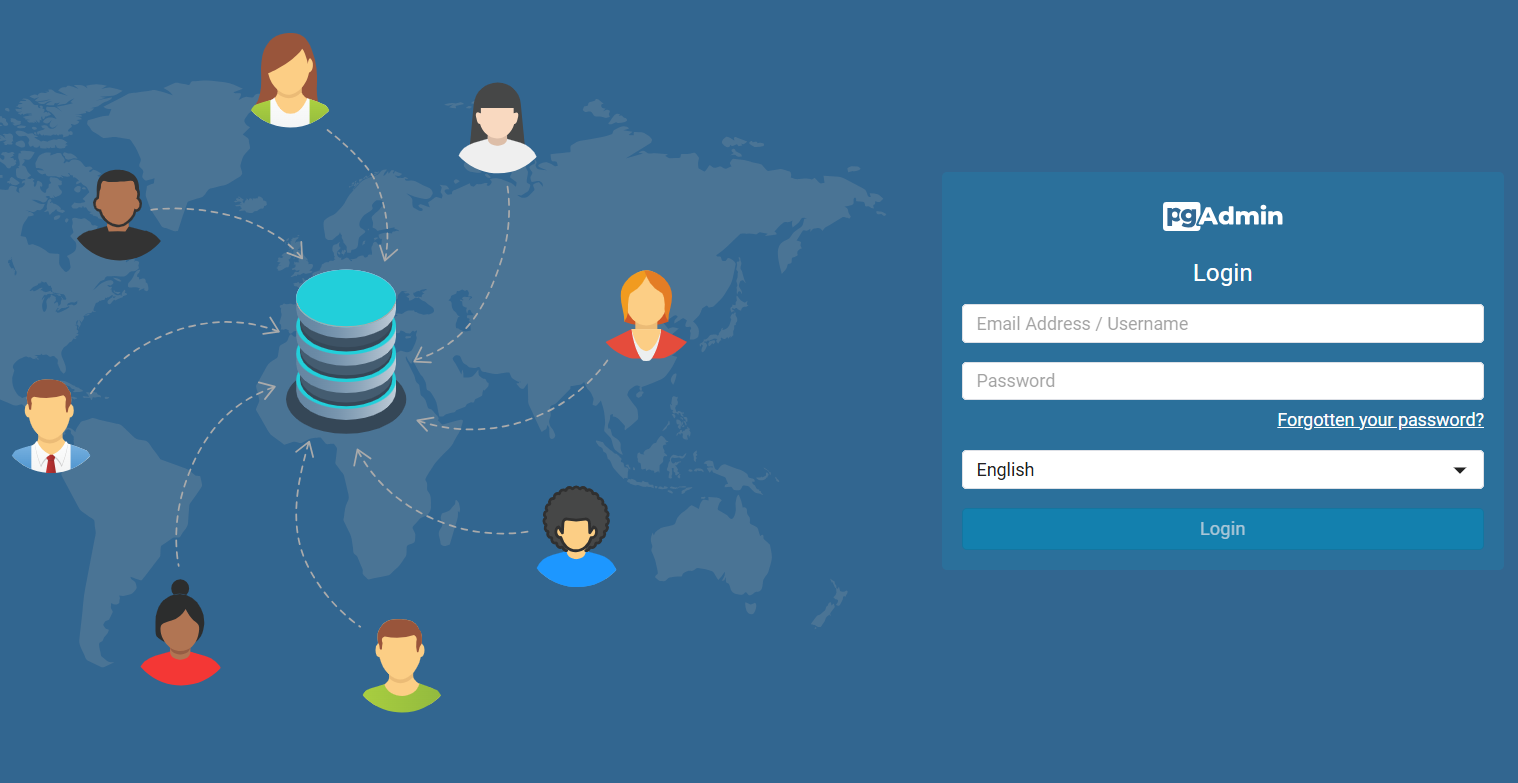 pgAdmin
Login
Email Address / Username
Password
Forgotten your password?
English
Login